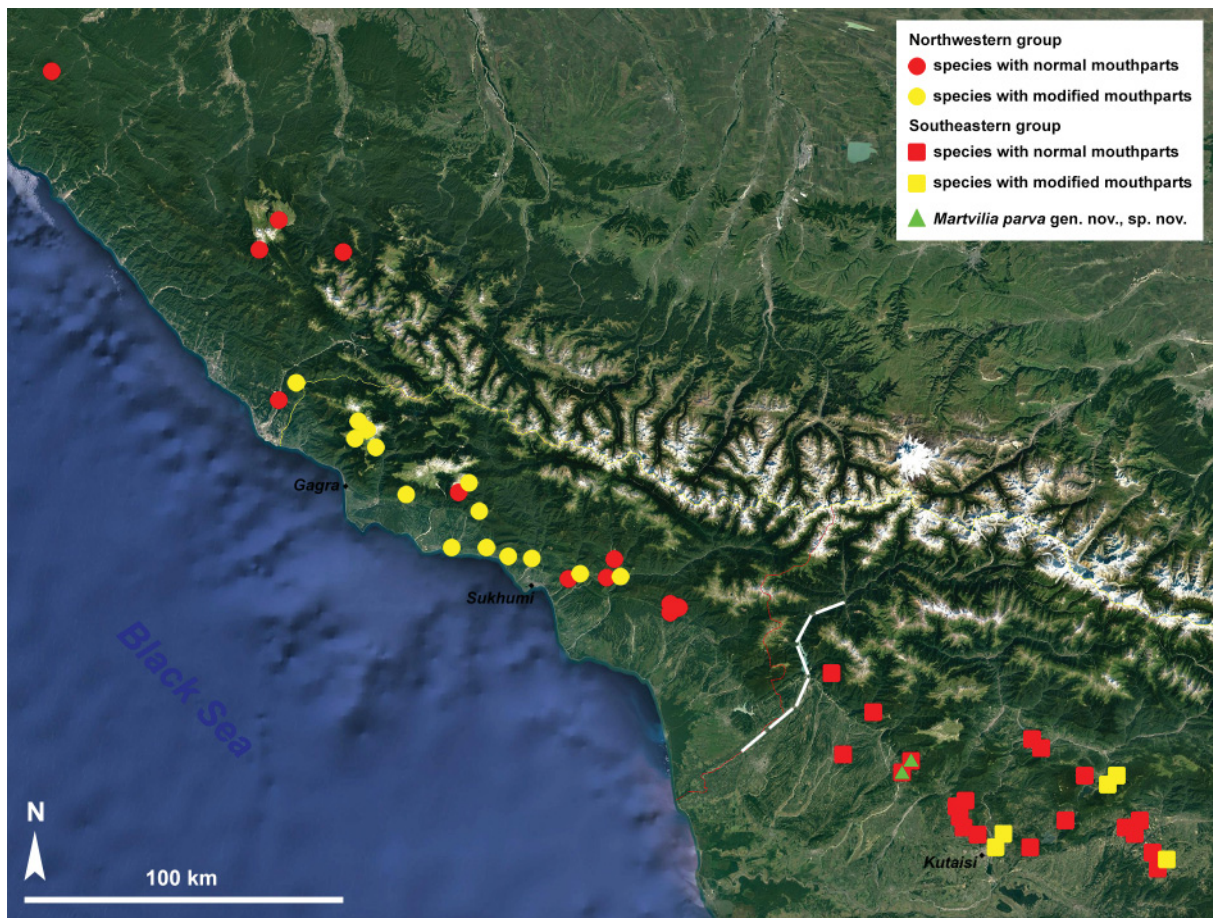 Northwestern group
species with normal mouthparts
species with modified mouthparts
Southeastern group
species with normal mouthparts
species with modified mouthparts
Martvilia parva gen. nov., sp. nov.
Gagra
Sukhumi
Black Sea
Kutaisi
N
100 km